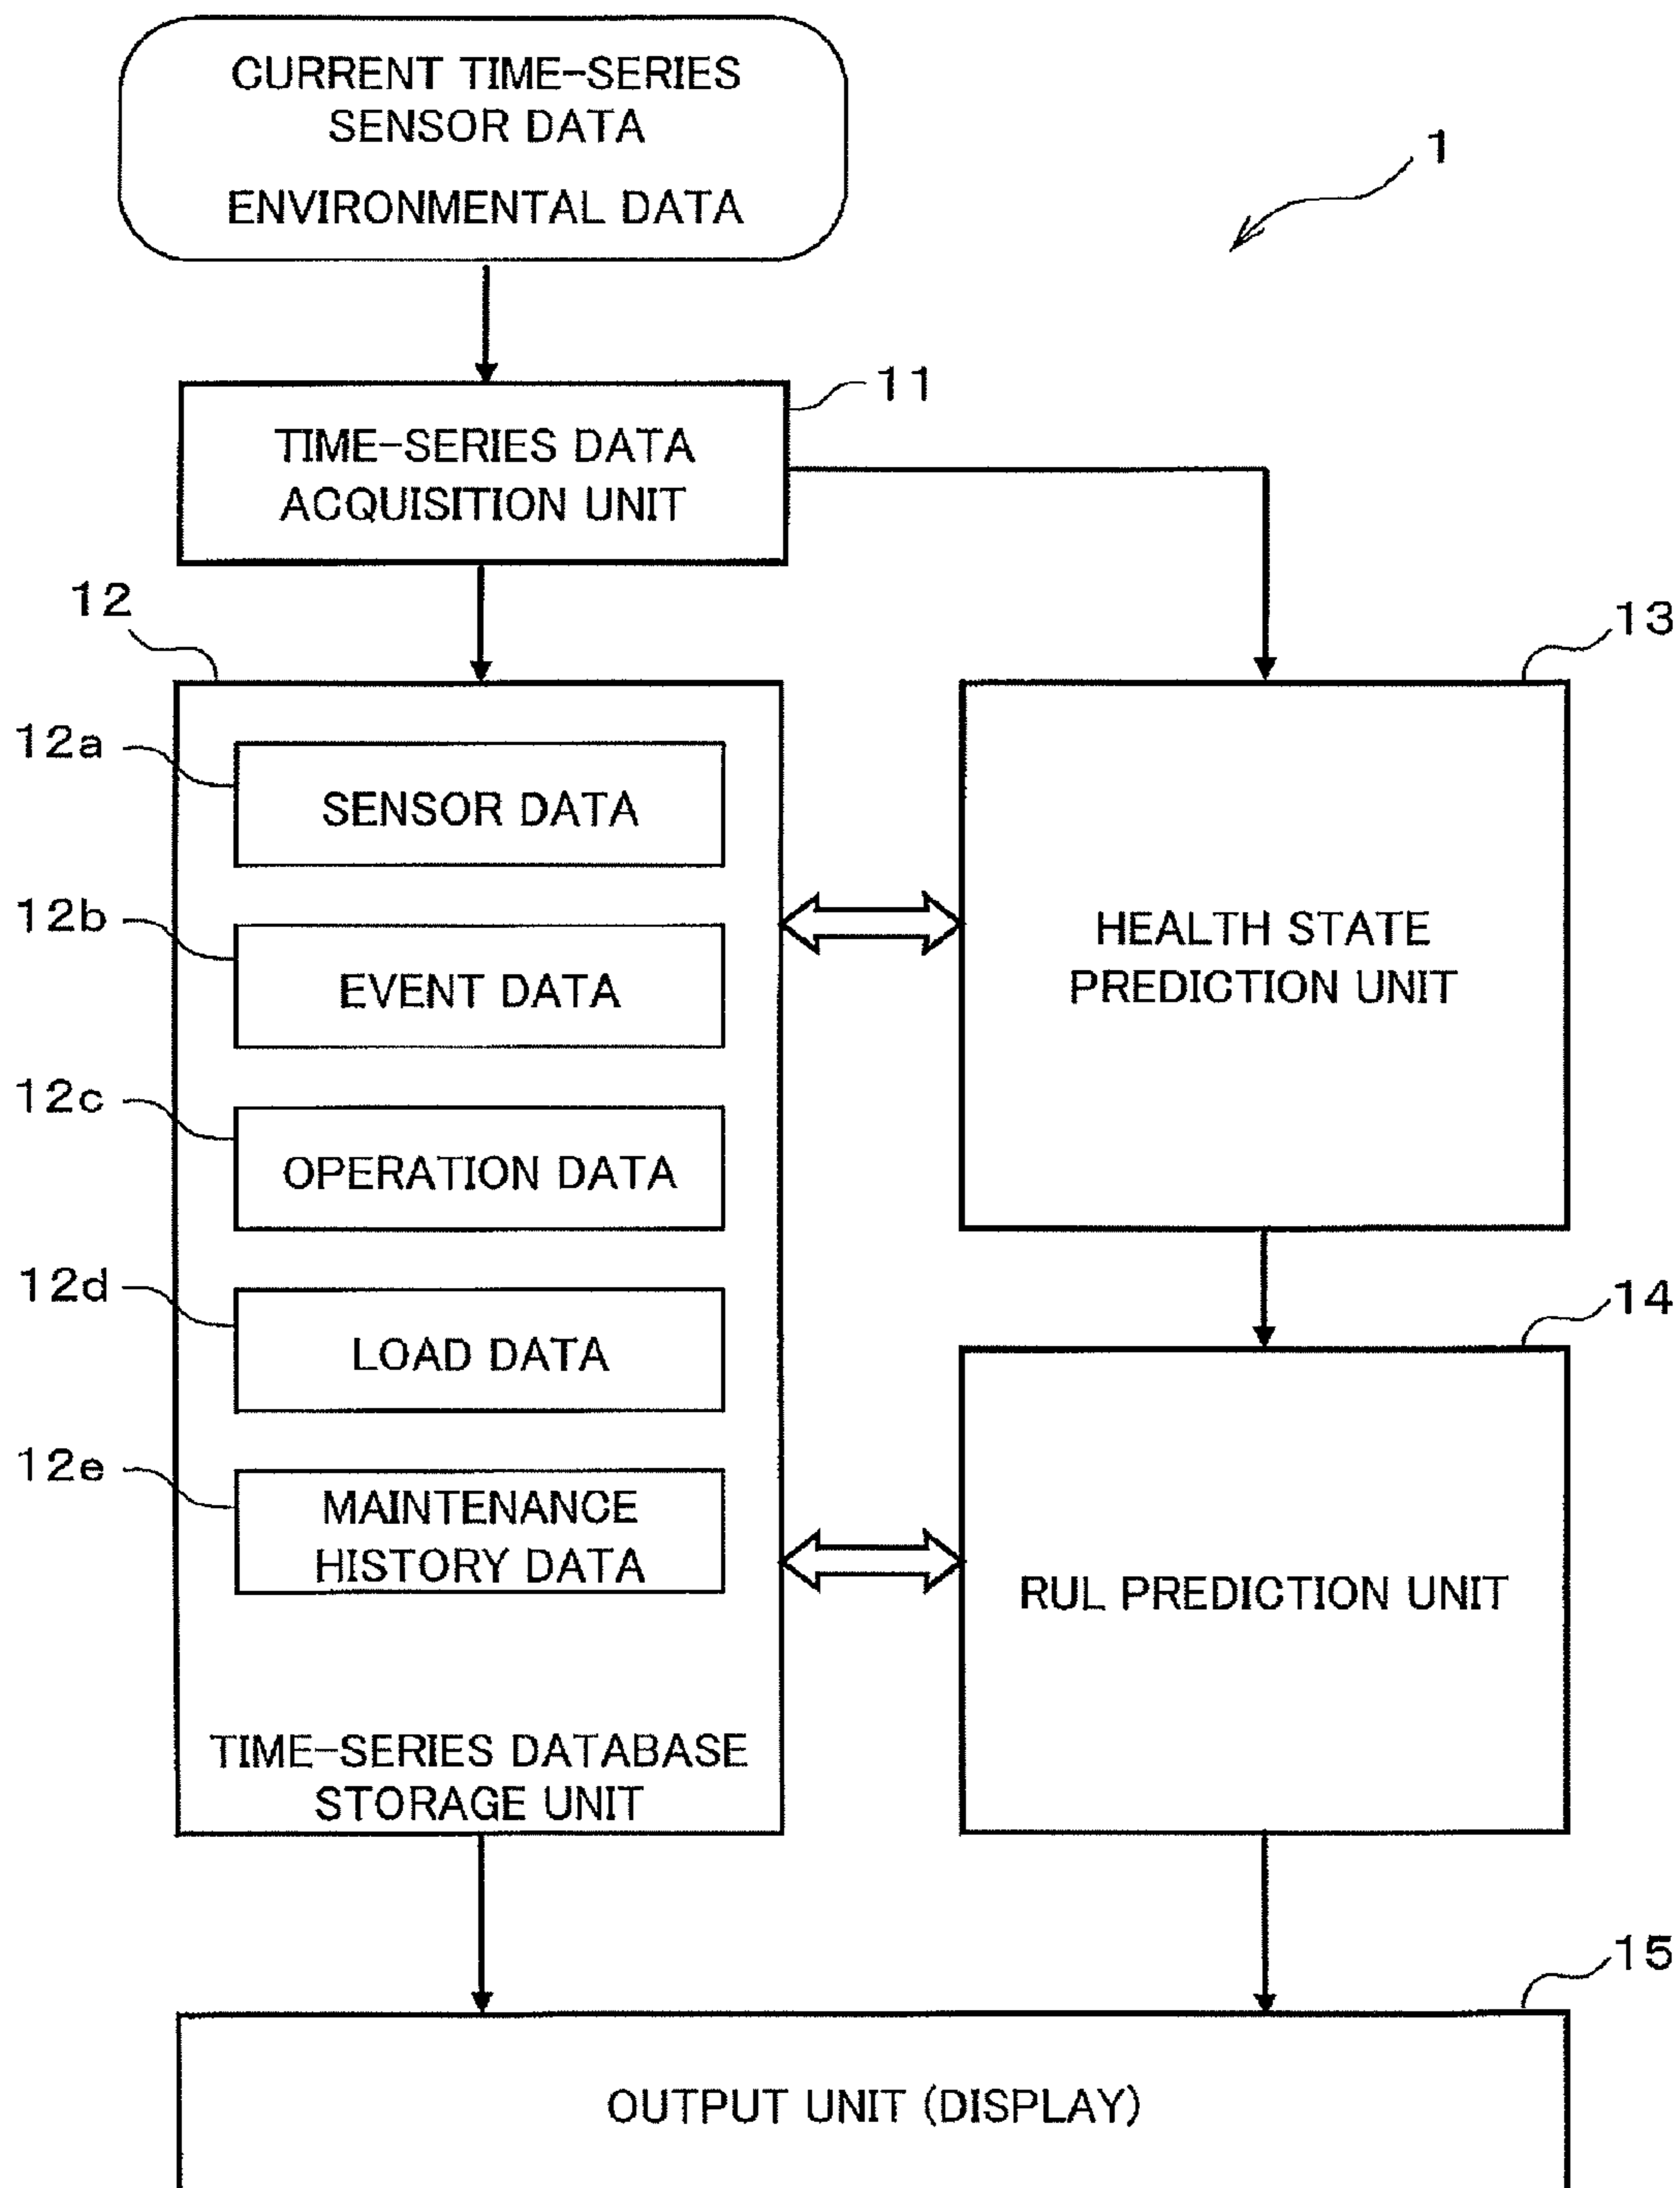 CURRENT TIME-SERIES
SENSOR DATA
ENVIRONMENTAL DATA
1
11
TIME-SERIES DATA
ACQUISITION UNIT
12
13
12a
SENSOR DATA
12b
EVENT DATA
HEALTH STATE
PREDICTION UNIT
12c
OPERATION DATA
12d
LOAD DATA
14
12e
MAINTENANCE
HISTORY DATA
RUL PREDICTION UNIT
TIME-SERIES DATABASE
STORAGE UNIT
15
OUTPUT UNIT (DISPLAY)